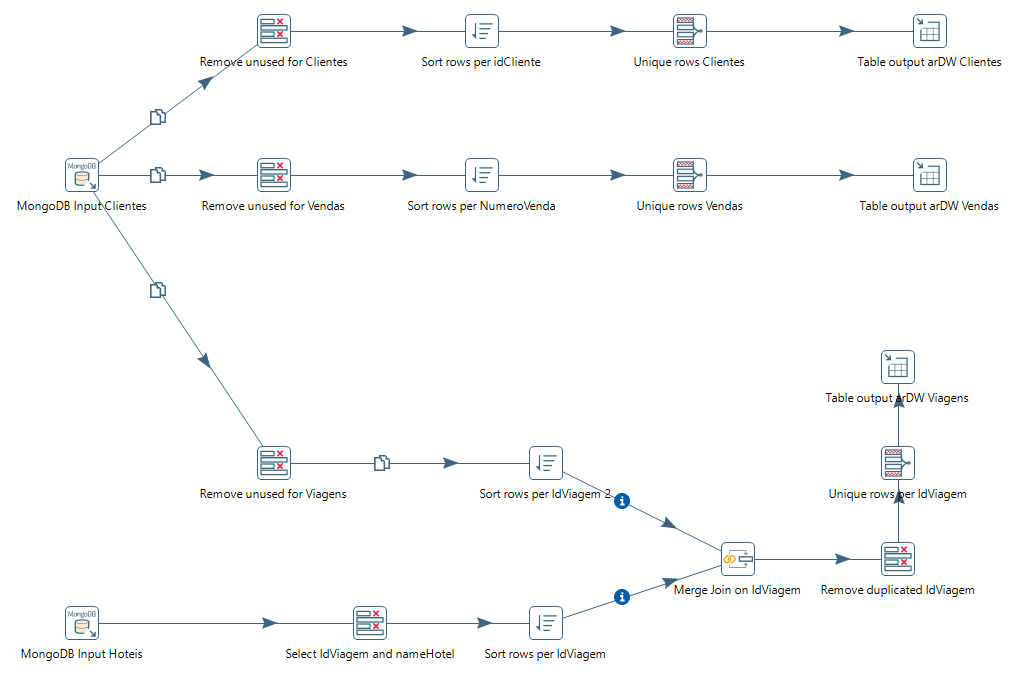 Remove unused for Clientes
Sort rows per idCliente
Unique rows Clientes
Table output arDW Clientes
MongoDB
MongoDB Input Clientes
Remove unused for Vendas
Sort rows per NumeroVenda
Unique rows Vendas
Table output arDW Vendas
Table output arDW Viagens
Remove unused for Viagens
Sort rows per IdViagem 2
Unique rows per IdViagem
i
Merge Join on IdViagem
Remove duplicated IdViagem
i
MongoDB
MongoDB Input Hoteis
Select IdViagem and nameHotel
Sort rows per IdViagem